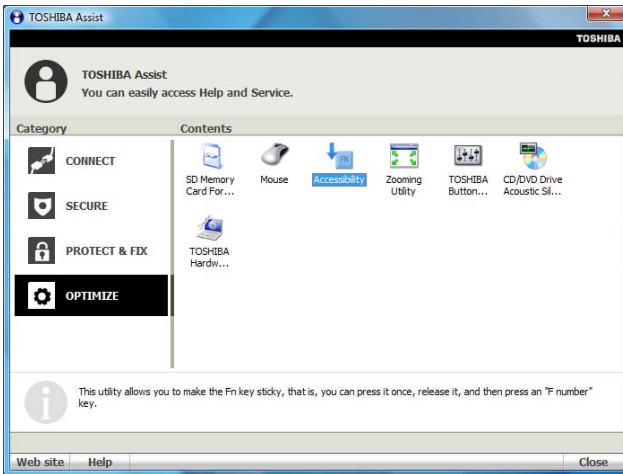 TOSHIBA Assist
TOSHIBA
TOSHIBA Assist
You can easily access Help and Service.
Category
Contents
CONNECT
SECURE
PROTECT & FIX
OPTIMIZE
SD Memory
Card For...
Mouse
Accessibility
Zooming
Utility
TOSHIBA
Button...
CD/DVD Drive
Acoustic Sil...
TOSHIBA
Hardw...
This utility allows you to make the Fn key sticky, that is, you can press it once, release it, and then press an "F number"
key.
Web site
Help
Close